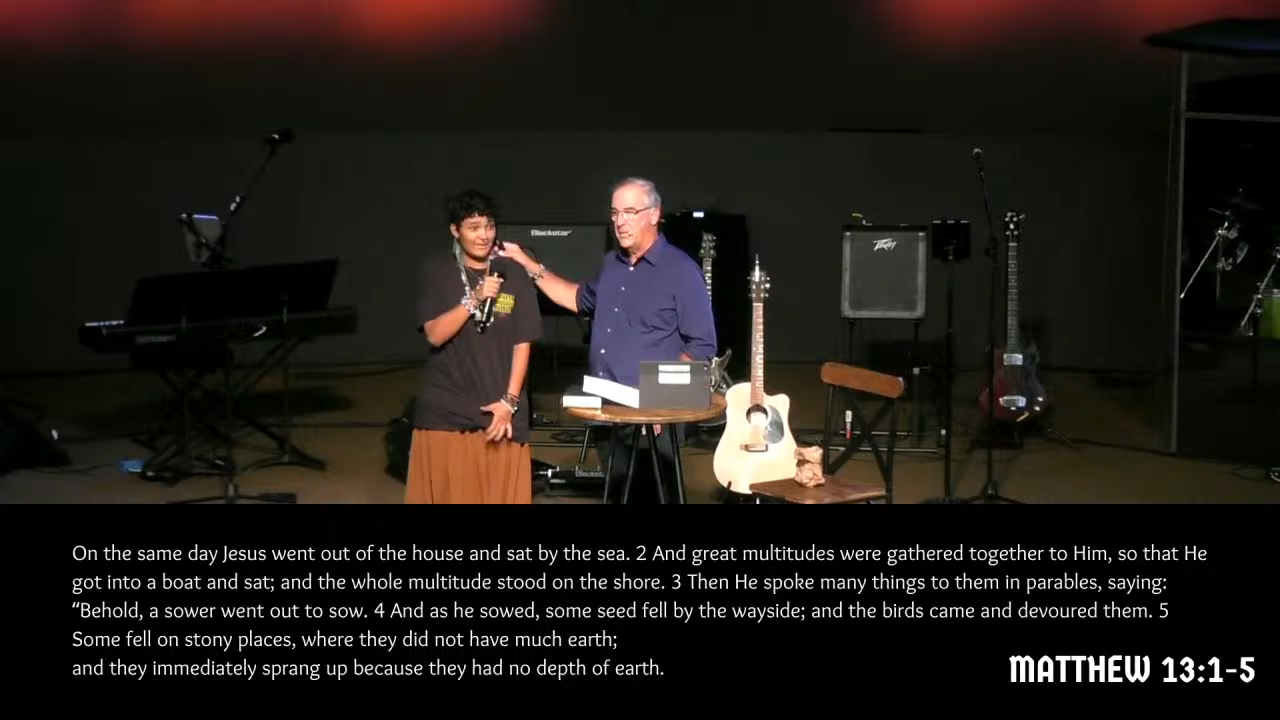 Blackstar
PEAVEY
On the same day Jesus went out of the house and sat by the sea. 2 And great multitudes were gathered together to Him, so that He
got into a boat and sat; and the whole multitude stood on the shore. 3 Then He spoke many things to them in parables, saying:
“Behold, a sower went out to sow. 4 And as he sowed, some seed fell by the wayside; and the birds came and devoured them. 5
Some fell on stony places, where they did not have much earth;
and they immediately sprang up because they had no depth of earth.
MATTHEW 13:1-5